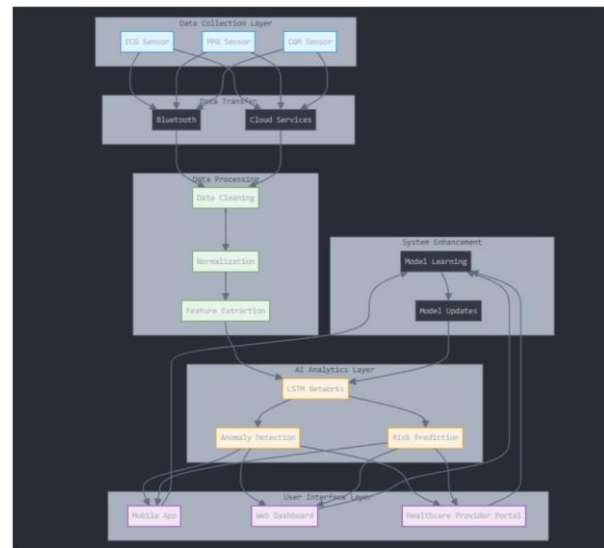 Data Collection Layer
ECG Sensor
PPG Sensor
CGM Sensor
Data Transfer
Bluetooth
Cloud Services
Data Processing
Data Cleaning
Normalization
Feature Extraction
System Enhancement
Model Learning
Model Updates
AI Analytics Layer
LSTM Networks
Anomaly Detection
Risk Prediction
User Interface Layer
Mobile App
Web Dashboard
Healthcare Provider Portal